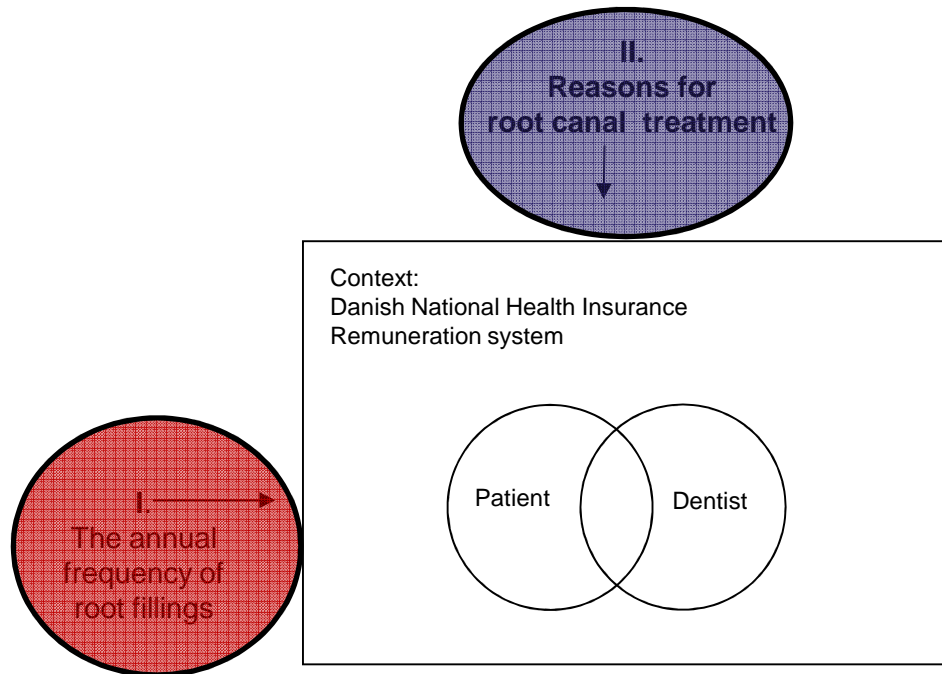 II.
Reasons for
root canal treatment
Context:
Danish National Health Insurance
Remuneration system
Patient
Dentist
I.
The annual
frequency of
root fillings